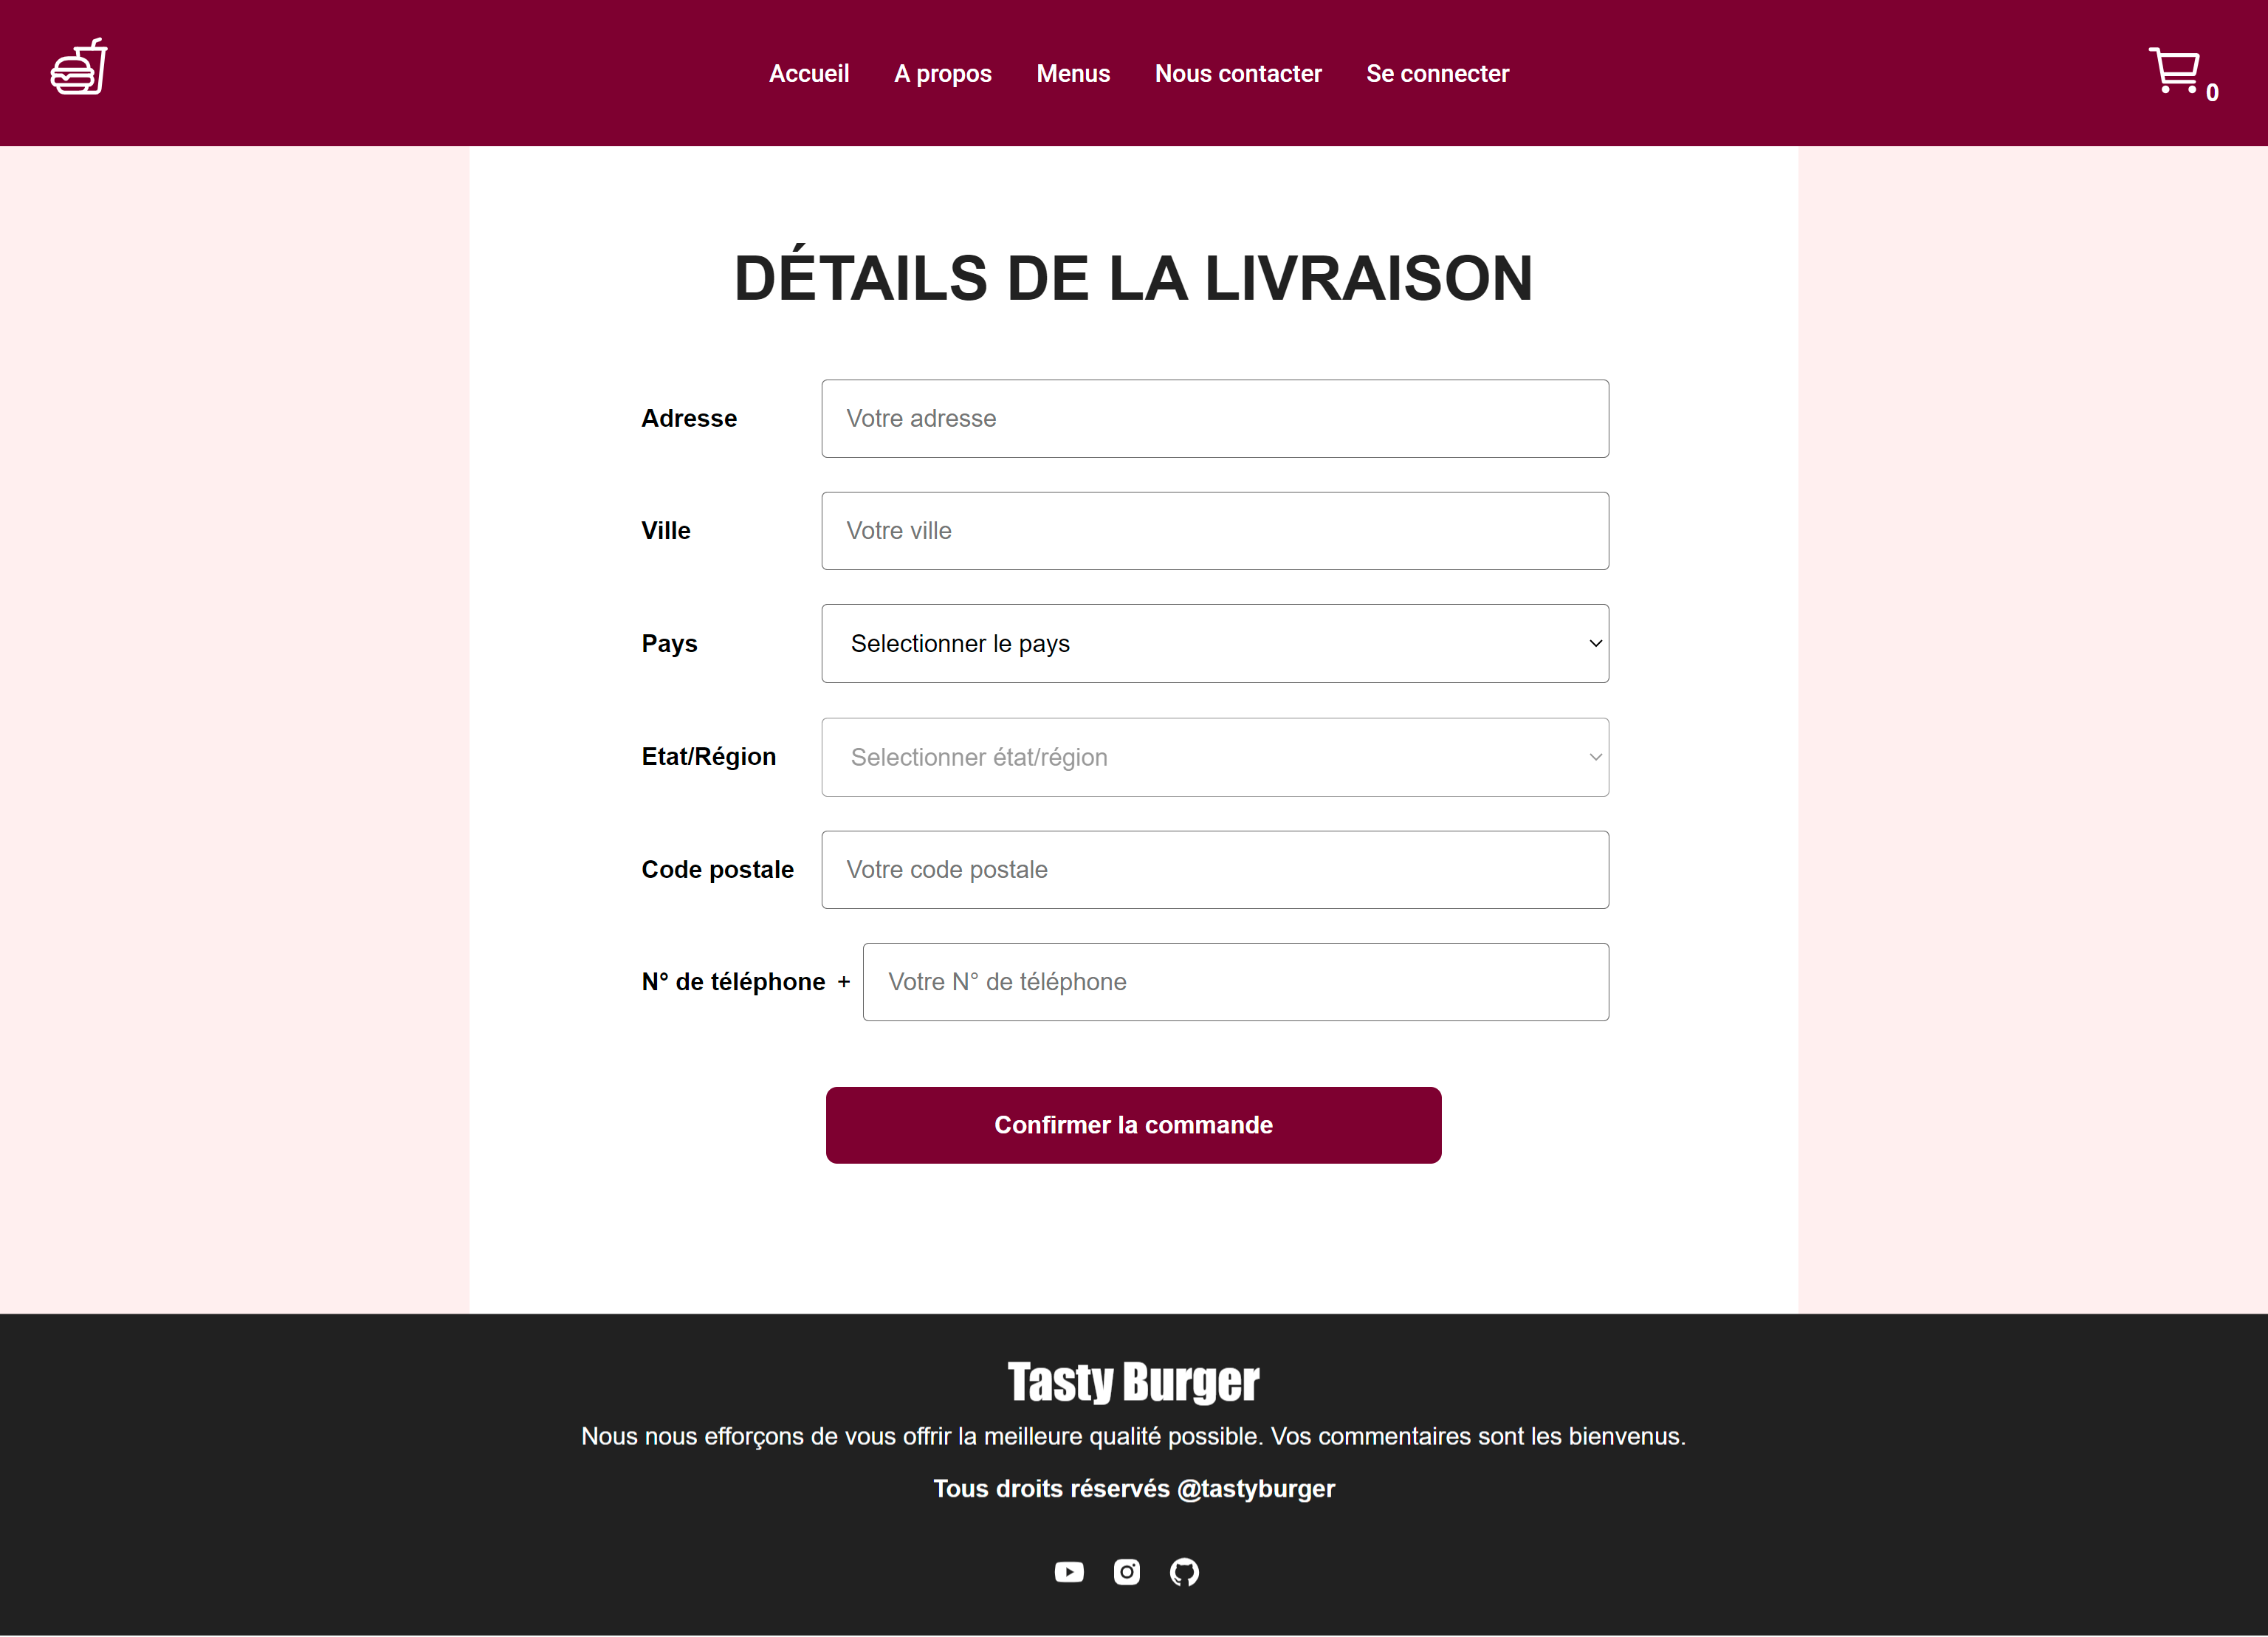 Accueil A propos Menus Nous contacter Se connecter 0
DÉTAILS DE LA LIVRAISON
Adresse Votre adresse
Ville Votre ville
Pays Selectionner le pays
Etat/Région Selectionner état/région
Code postale Votre code postale
N° de téléphone + Votre N° de téléphone
Confirmer la commande
Tasty Burger
Nous nous efforçons de vous offrir la meilleure qualité possible. Vos commentaires sont les bienvenus.
Tous droits réservés @tastyburger